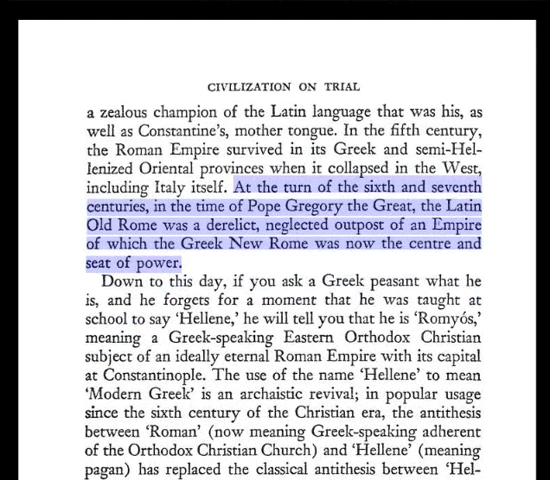 CIVILIZATION ON TRIAL
a zealous champion of the Latin language that was his, as
well as Constantine's, mother tongue. In the fifth century,
the Roman Empire survived in its Greek and semi-Hel-
lenized Oriental provinces when it collapsed in the West,
including Italy itself. At the turn of the sixth and seventh
centuries, in the time of Pope Gregory the Great, the Latin
Old Rome was a derelict, neglected outpost of an Empire
of which the Greek New Rome was now the centre and
seat of power.
Down to this day, if you ask a Greek peasant what he
is, and he forgets for a moment that he was taught at
school to say 'Hellene,' he will tell you that he is 'Romyós,'
meaning a Greek-speaking Eastern Orthodox Christian
subject of an ideally eternal Roman Empire with its capital
at Constantinople. The use of the name 'Hellene' to mean
'Modern Greek' is an archaistic revival; in popular usage
since the sixth century of the Christian era, the antithesis
between 'Roman' (now meaning Greek-speaking adherent
of the Orthodox Christian Church) and 'Hellene' (meaning
pagan) has replaced the classical antithesis between 'Hel-